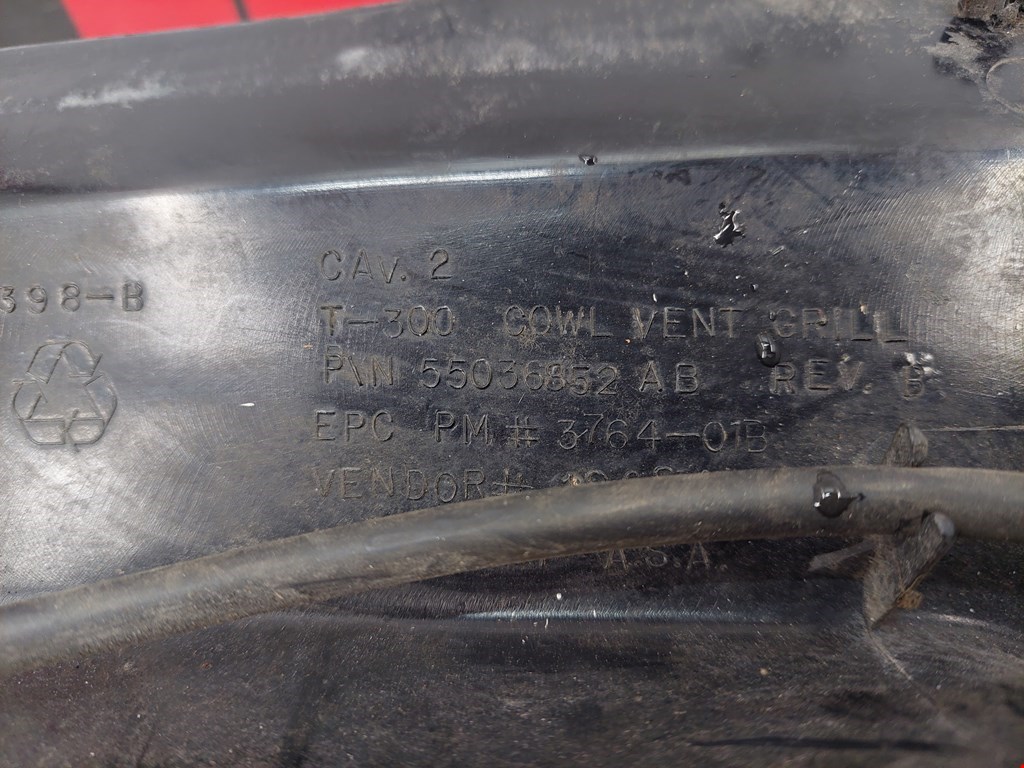 398-B
CAV. 2
T-300 COWL VENT GRILL
P\N 55036852 AB REV. B
EPC PM # 3764-01B
VENDOR #
A.S.A.